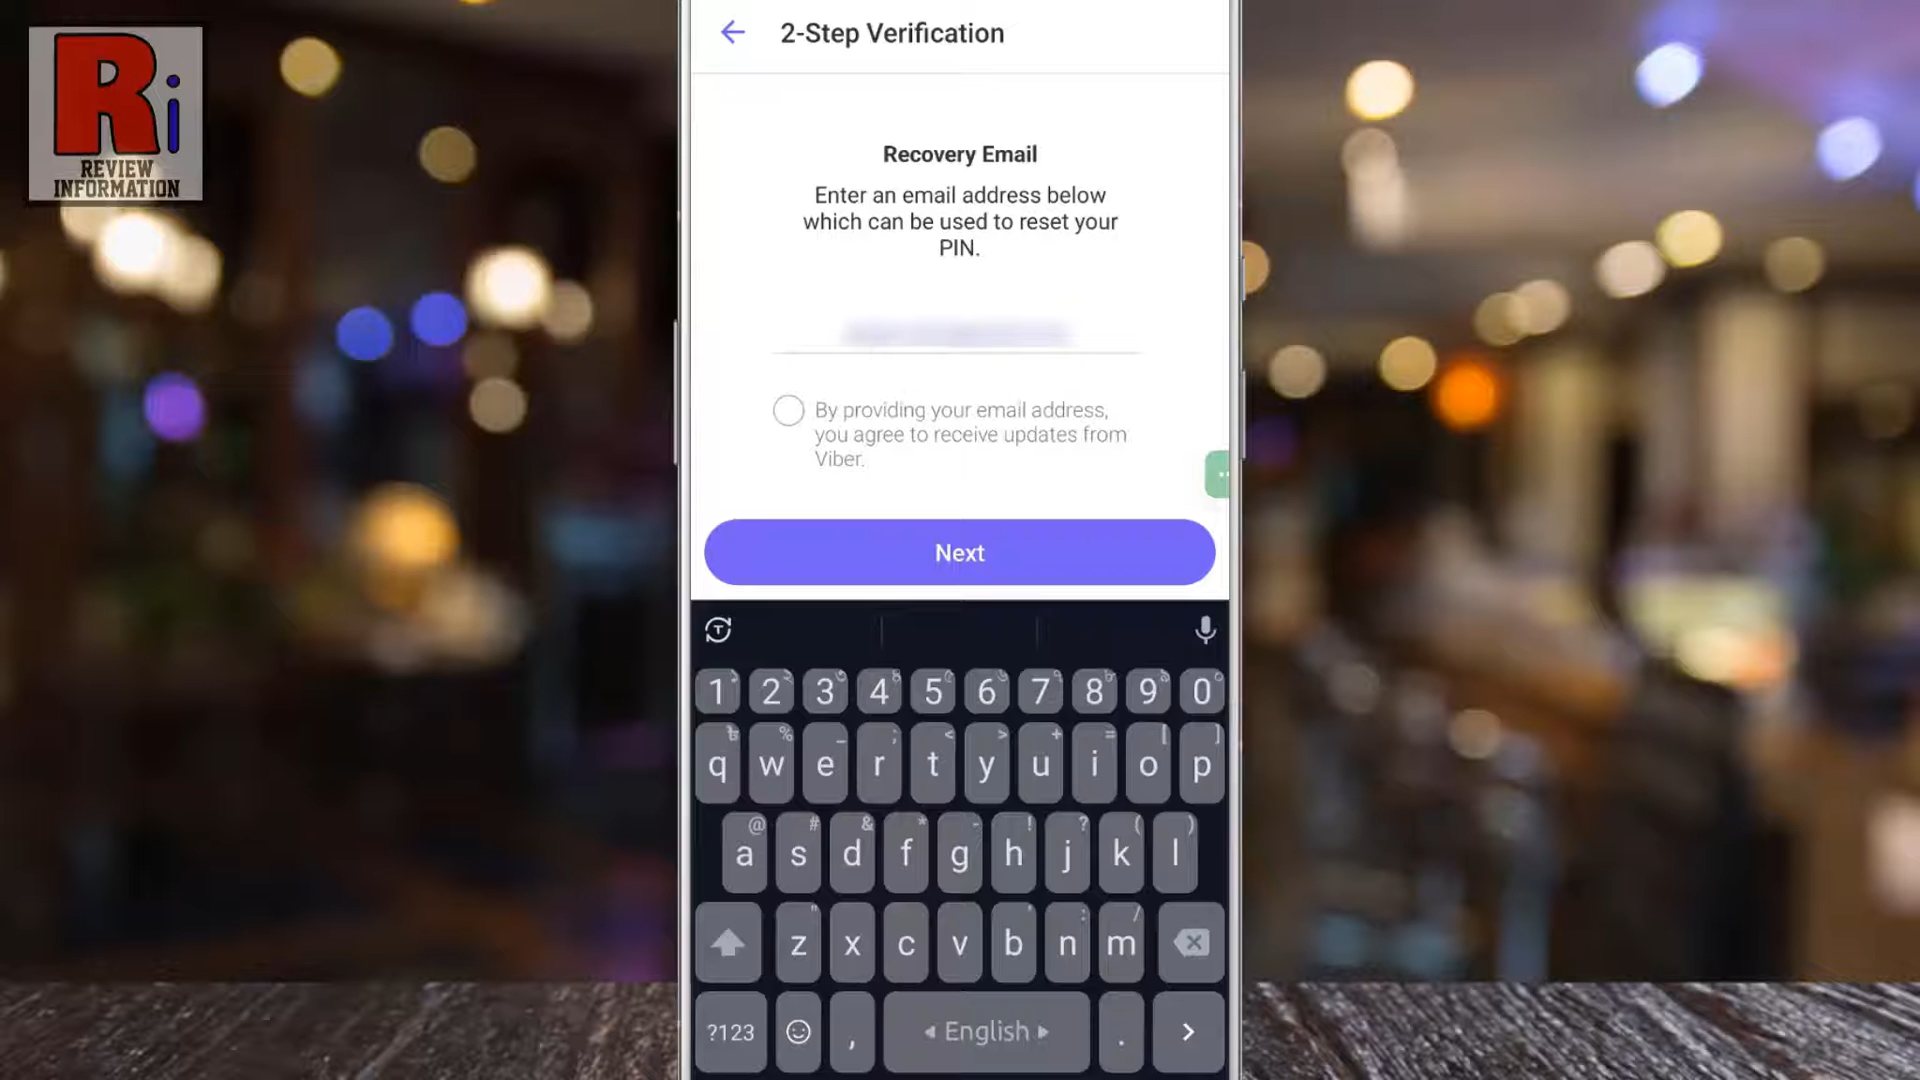 Ri
REVIEW
INFORMATION
2-Step Verification
Recovery Email
Enter an email address below
which can be used to reset your
PIN.
By providing your email address,
you agree to receive updates from
Viber.
Next
1 2 3 4 5 6 7 8 9 0
q w e r t y u i o p
a s d f g h j k l
z x c v b n m
?123 , English .